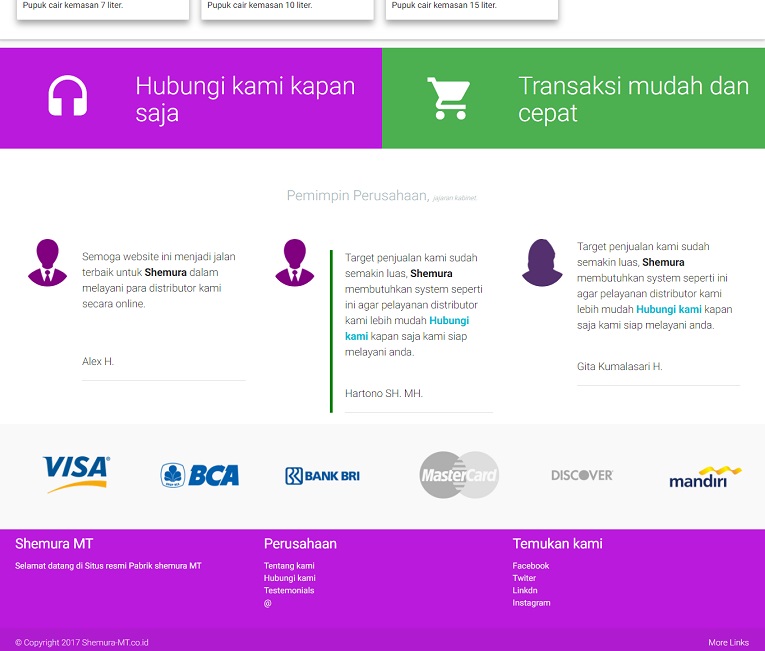 Pupuk cair kemasan 7 liter.
Pupuk cair kemasan 10 liter.
Pupuk cair kemasan 15 liter.
Hubungi kami kapan
saja
Transaksi mudah dan
cepat
Pemimpin Perusahaan, jajaran kabinet.
Semoga website ini menjadi jalan
terbaik untuk Shemura dalam
melayani para distributor kami
secara online.
Alex H.
Target penjualan kami sudah
semakin luas, Shemura
membutuhkan system seperti
ini agar pelayanan distributor
kami lebih mudah Hubungi
kami kapan saja kami siap
melayani anda.
Hartono SH. MH.
Target penjualan kami sudah
semakin luas, Shemura
membutuhkan system seperti ini
agar pelayanan distributor kami
lebih mudah Hubungi kami kapan
saja kami siap melayani anda.
Gita Kumalasari H.
VISA
BCA
BANK BRI
MasterCard
DISCOVER
mandiri
Shemura MT
Selamat datang di Situs resmi Pabrik shemura MT
Perusahaan
Tentang kami
Hubungi kami
Testemonials
@
Temukan kami
Facebook
Twiter
Linkdn
Instagram
© Copyright 2017 Shemura-MT.co.id
More Links